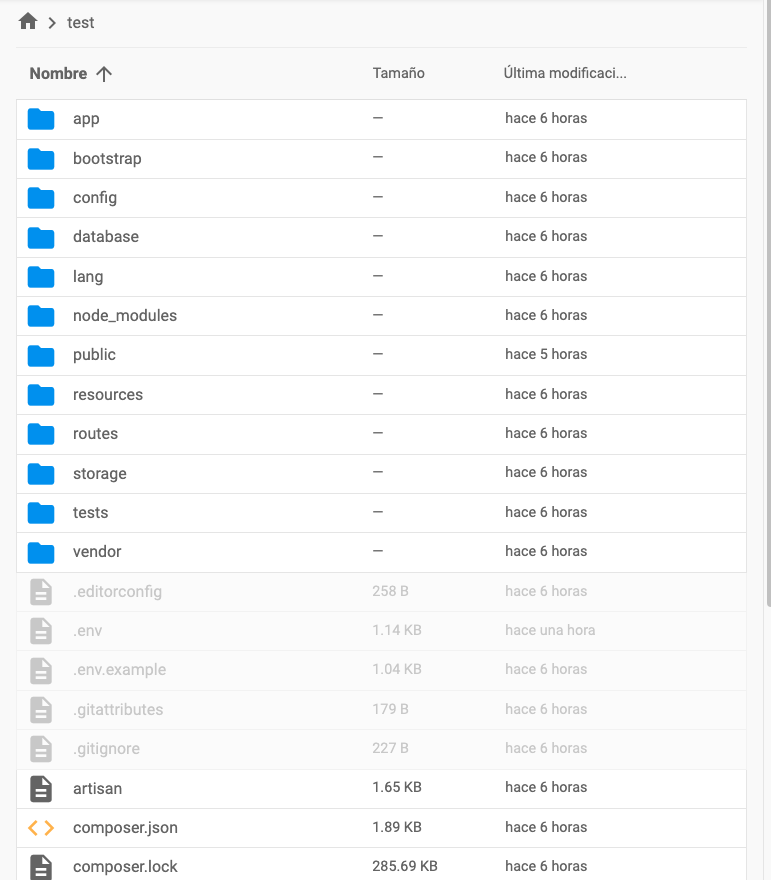 test
Nombre Tamaño Última modificaci...
app — hace 6 horas
bootstrap — hace 6 horas
config — hace 6 horas
database — hace 6 horas
lang — hace 6 horas
node_modules — hace 6 horas
public — hace 5 horas
resources — hace 6 horas
routes — hace 6 horas
storage — hace 6 horas
tests — hace 6 horas
vendor — hace 6 horas
.editorconfig 258 B hace 6 horas
.env 1.14 KB hace una hora
.env.example 1.04 KB hace 6 horas
.gitattributes 179 B hace 6 horas
.gitignore 227 B hace 6 horas
artisan 1.65 KB hace 6 horas
composer.json 1.89 KB hace 6 horas
composer.lock 285.69 KB hace 6 horas